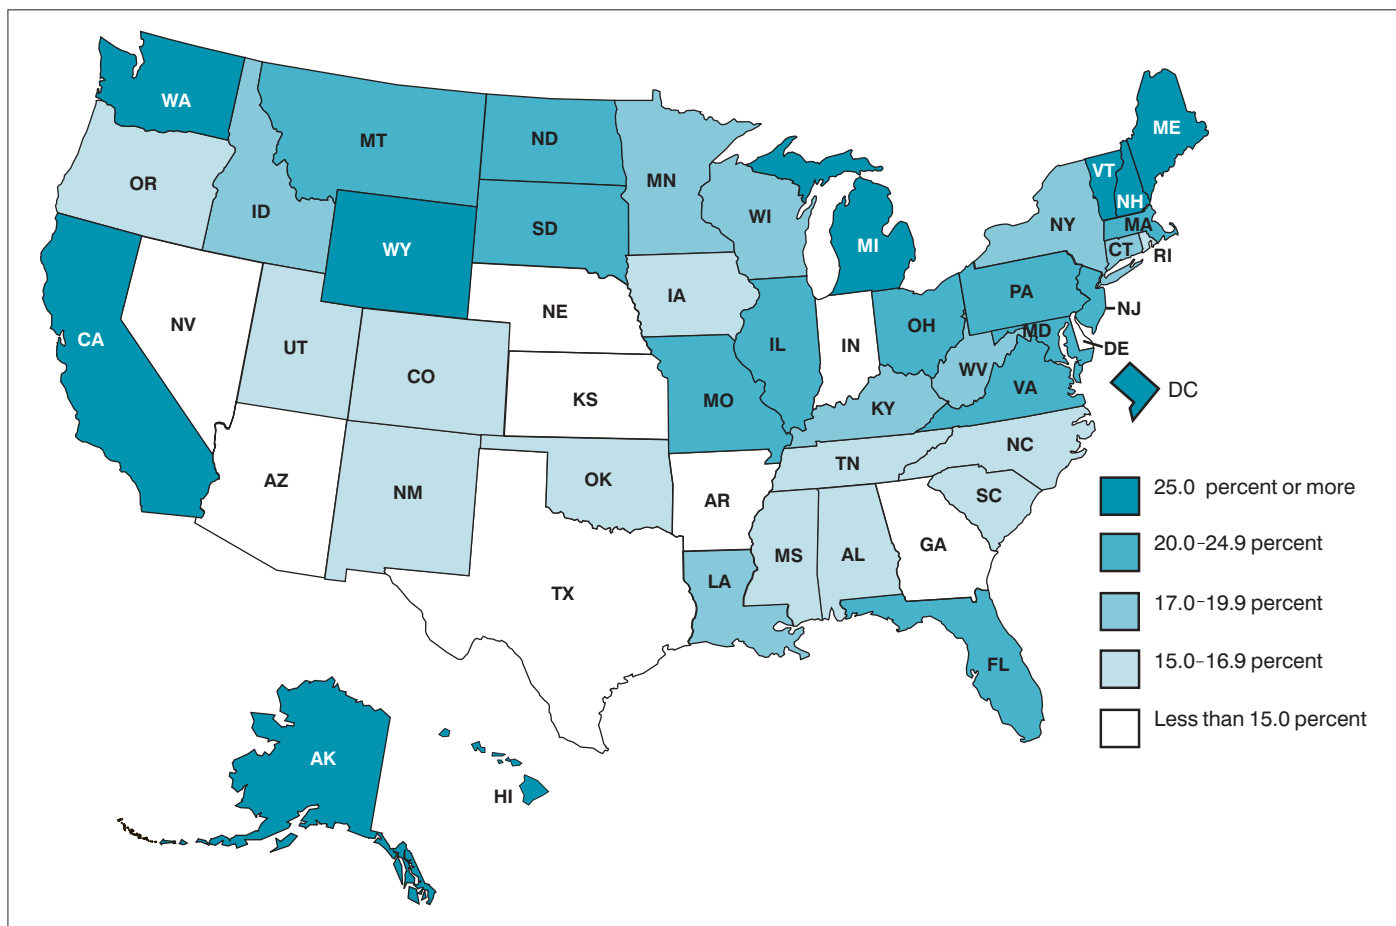 WA
ME
MT
ND
VT
OR
MN
NH
ID
WI
NY
MA
SD
WY
MI
CT
RI
PA
IA
NE
NJ
NV
OH
MD
CA
IL
IN
UT
DE
CO
WV
VA
DC
KS
MO
KY
NC
TN
AZ
OK
NM
25.0 percent or more
SC
AR
20.0–24.9 percent
GA
MS
AL
LA
TX
17.0–19.9 percent
FL
15.0–16.9 percent
Less than 15.0 percent
AK
HI